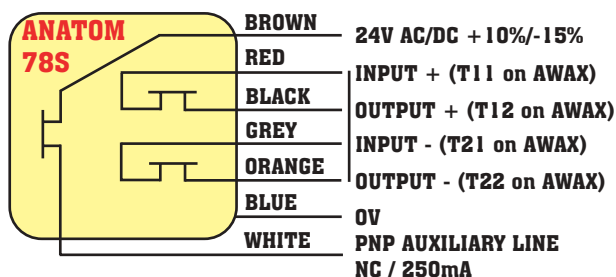 ANATOM
78S
BROWN 24V AC/DC +10%/-15%
RED INPUT + (T11 on AWAX)
BLACK OUTPUT + (T12 on AWAX)
GREY INPUT - (T21 on AWAX)
ORANGE OUTPUT - (T22 on AWAX)
BLUE 0V
WHITE PNP AUXILIARY LINE
NC / 250mA